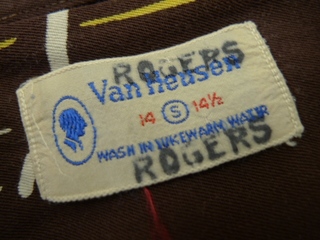 ROGERS
Van Heusen
14 S 14½
WASH IN LUKEWARM WATER
ROGERS